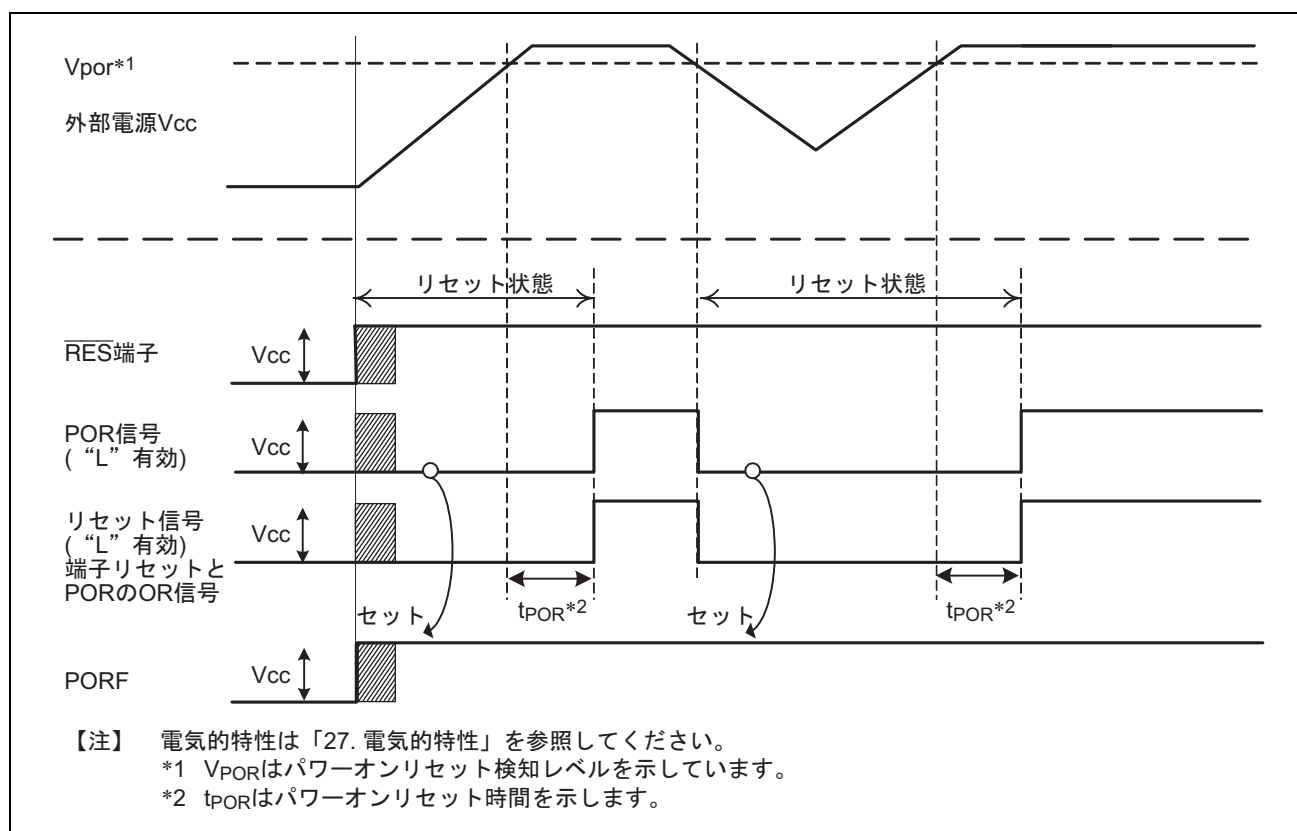 Vpor*1
外部電源Vcc
リセット状態
リセット状態
RES端子
Vcc
POR信号
(“L”有効)
Vcc
リセット信号
(“L”有効)
端子リセットと
PORのOR信号
Vcc
tPOR*2
tPOR*2
セット
セット
PORF
Vcc
【注】 電気的特性は「27. 電気的特性」を参照してください。
*1 VPORはパワーオンリセット検知レベルを示しています。
*2 tPORはパワーオンリセット時間を示します。